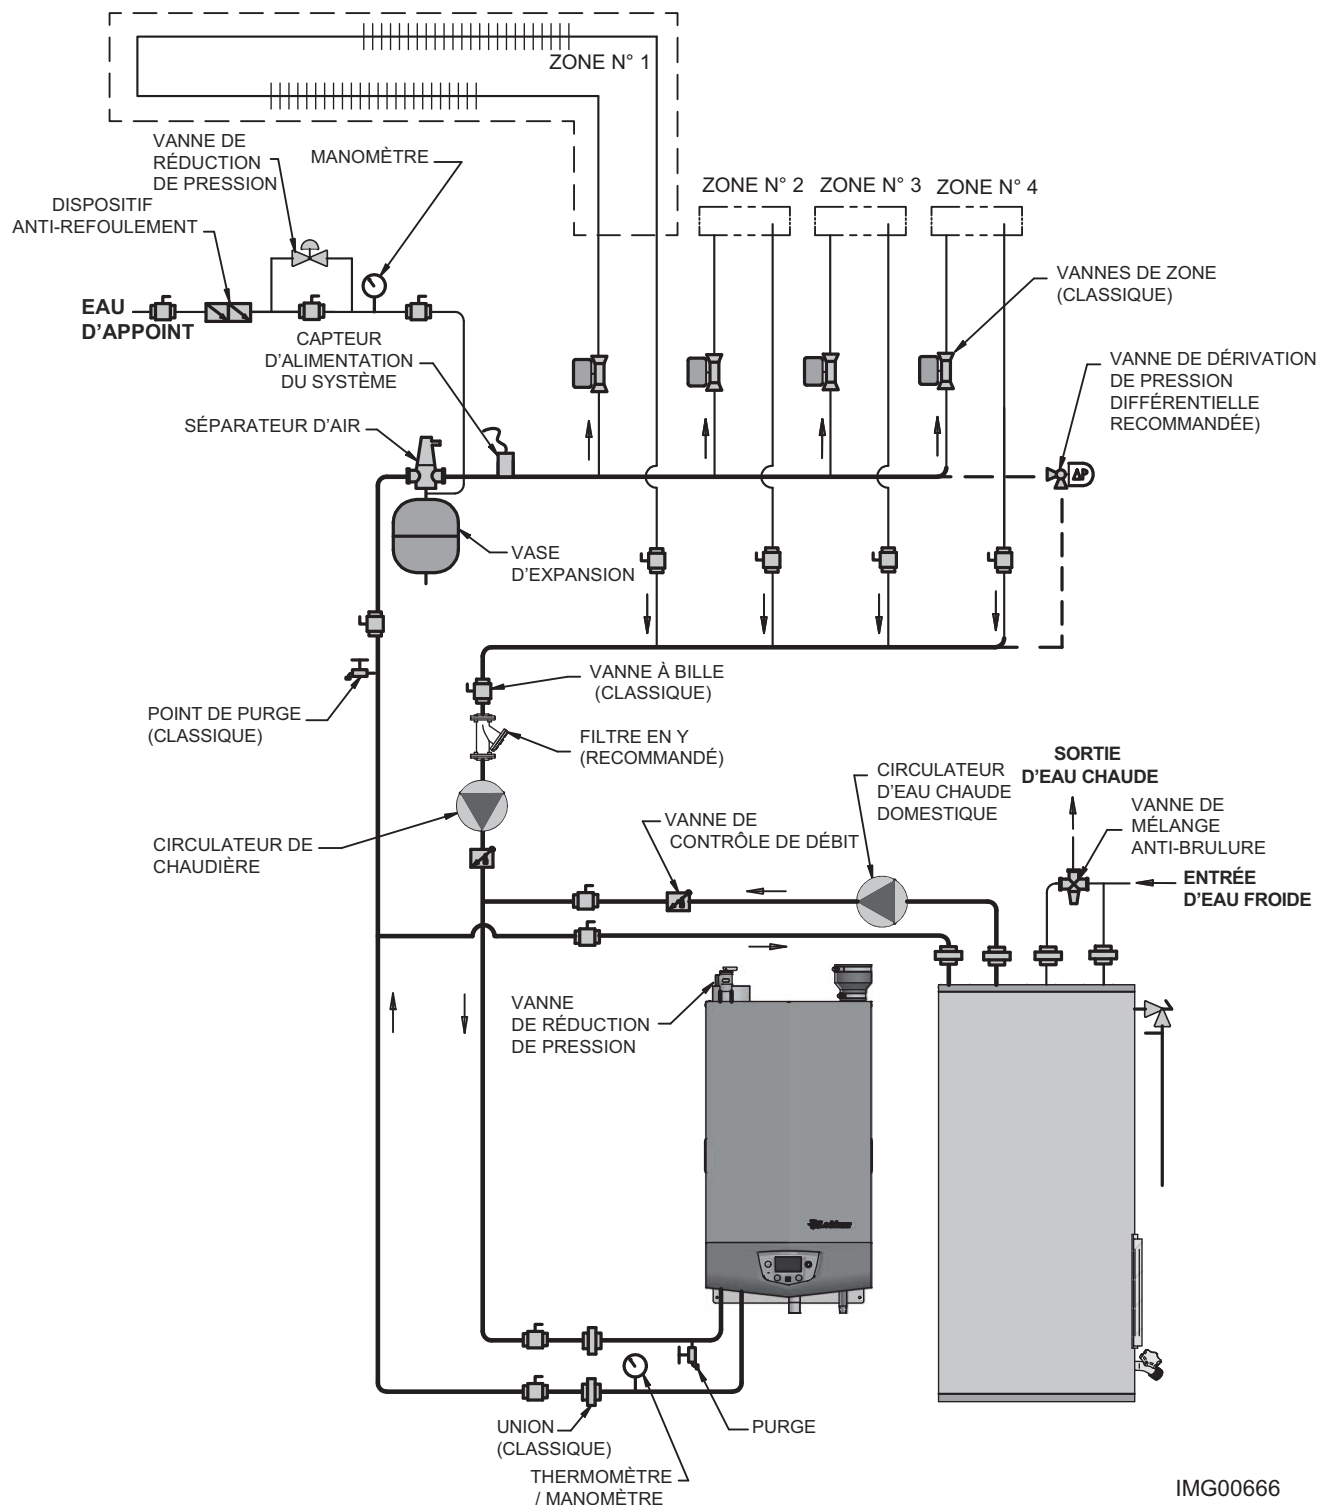 ZONE N° 1
VANNE DE
RÉDUCTION
DE PRESSION
MANOMÈTRE
DISPOSITIF
ANTI-REFOULEMENT
ZONE N° 2
ZONE N° 3
ZONE N° 4
VANNES DE ZONE
(CLASSIQUE)
EAU
D'APPOINT
CAPTEUR
D'ALIMENTATION
DU SYSTÈME
VANNE DE DÉRIVATION
DE PRESSION
DIFFÉRENTIELLE
RECOMMANDÉE)
SÉPARATEUR D'AIR
ΔP
VASE
D'EXPANSION
VANNE À BILLE
(CLASSIQUE)
POINT DE PURGE
(CLASSIQUE)
FILTRE EN Y
(RECOMMANDÉ)
CIRCULATEUR
D'EAU CHAUDE
DOMESTIQUE
SORTIE
D'EAU CHAUDE
VANNE DE
MÉLANGE
ANTI-BRULURE
CIRCULATEUR DE
CHAUDIÈRE
VANNE DE
CONTRÔLE DE DÉBIT
ENTRÉE
D'EAU FROIDE
VANNE
DE RÉDUCTION
DE PRESSION
UNION
(CLASSIQUE)
PURGE
THERMOMÈTRE
/ MANOMÈTRE
IMG00666